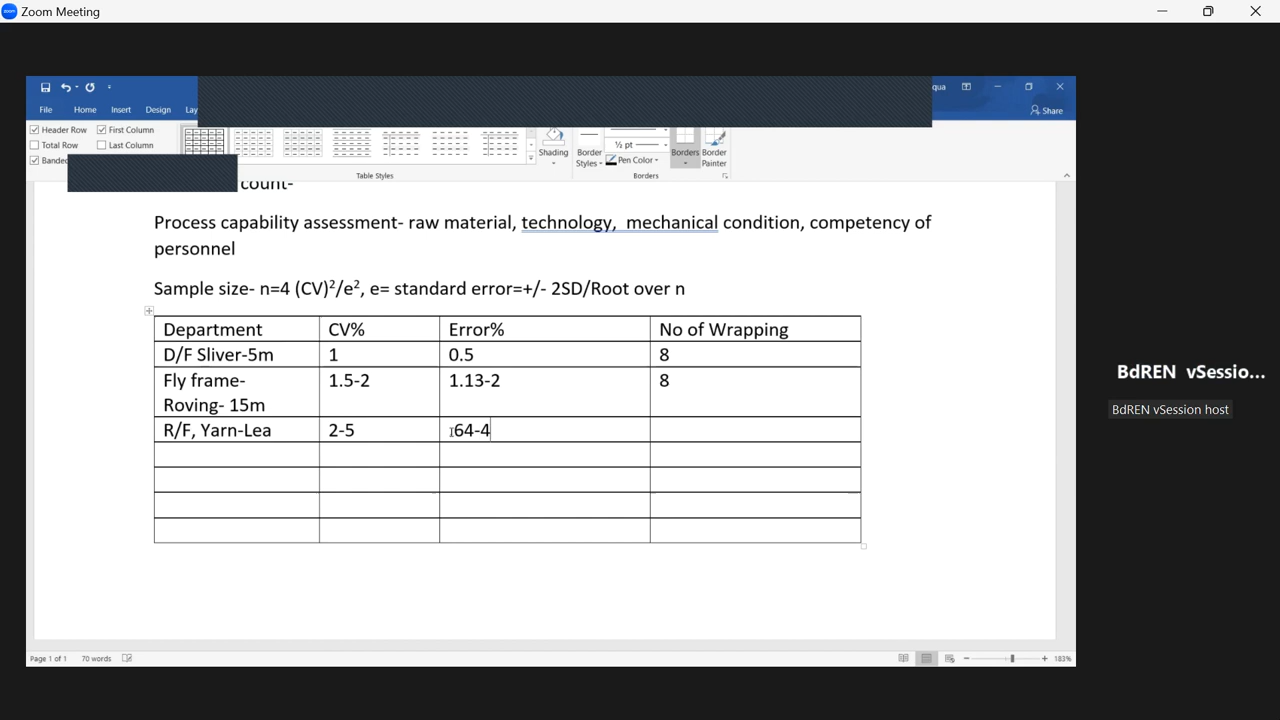 zoom Zoom Meeting
qua
File Home Insert Design Share
Header Row First Column
Total Row Last Column
Shading Border Styles ½ pt Pen Color Borders Border Painter
Table Styles Borders
count-
Process capability assessment- raw material, technology, mechanical condition, competency of
personnel
Sample size- n=4 (CV)²/e², e= standard error=+/- 2SD/Root over n
Department CV% Error% No of Wrapping
D/F Sliver-5m 1 0.5 8
Fly frame- 1.5-2 1.13-2 8
Roving- 15m
R/F, Yarn-Lea 2-5 64-4
BdREN vSessio...
BdREN vSession host
Page 1 of 1 70 words 183%